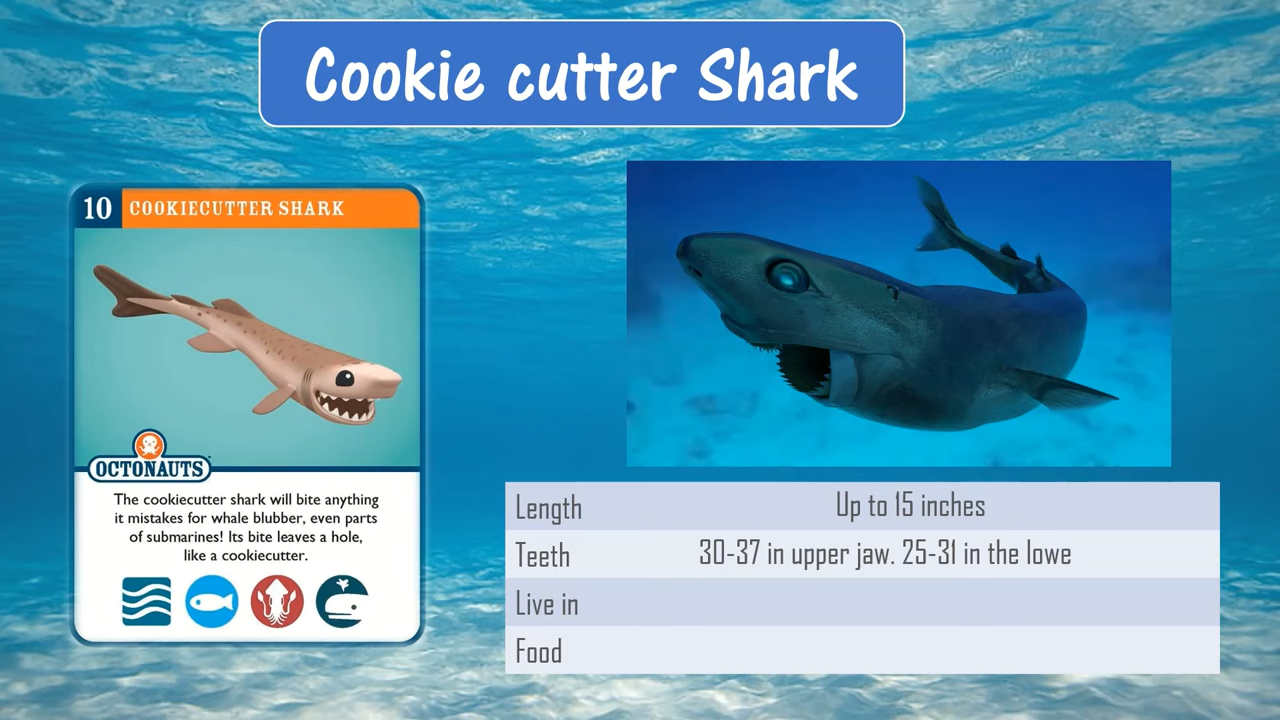 Cookie cutter Shark
10 COOKIECUTTER SHARK
OCTONAUTS
The cookiecutter shark will bite anything
it mistakes for whale blubber, even parts
of submarines! Its bite leaves a hole,
like a cookiecutter.
Length Up to 15 inches
Teeth 30-37 in upper jaw. 25-31 in the lowe
Live in
Food